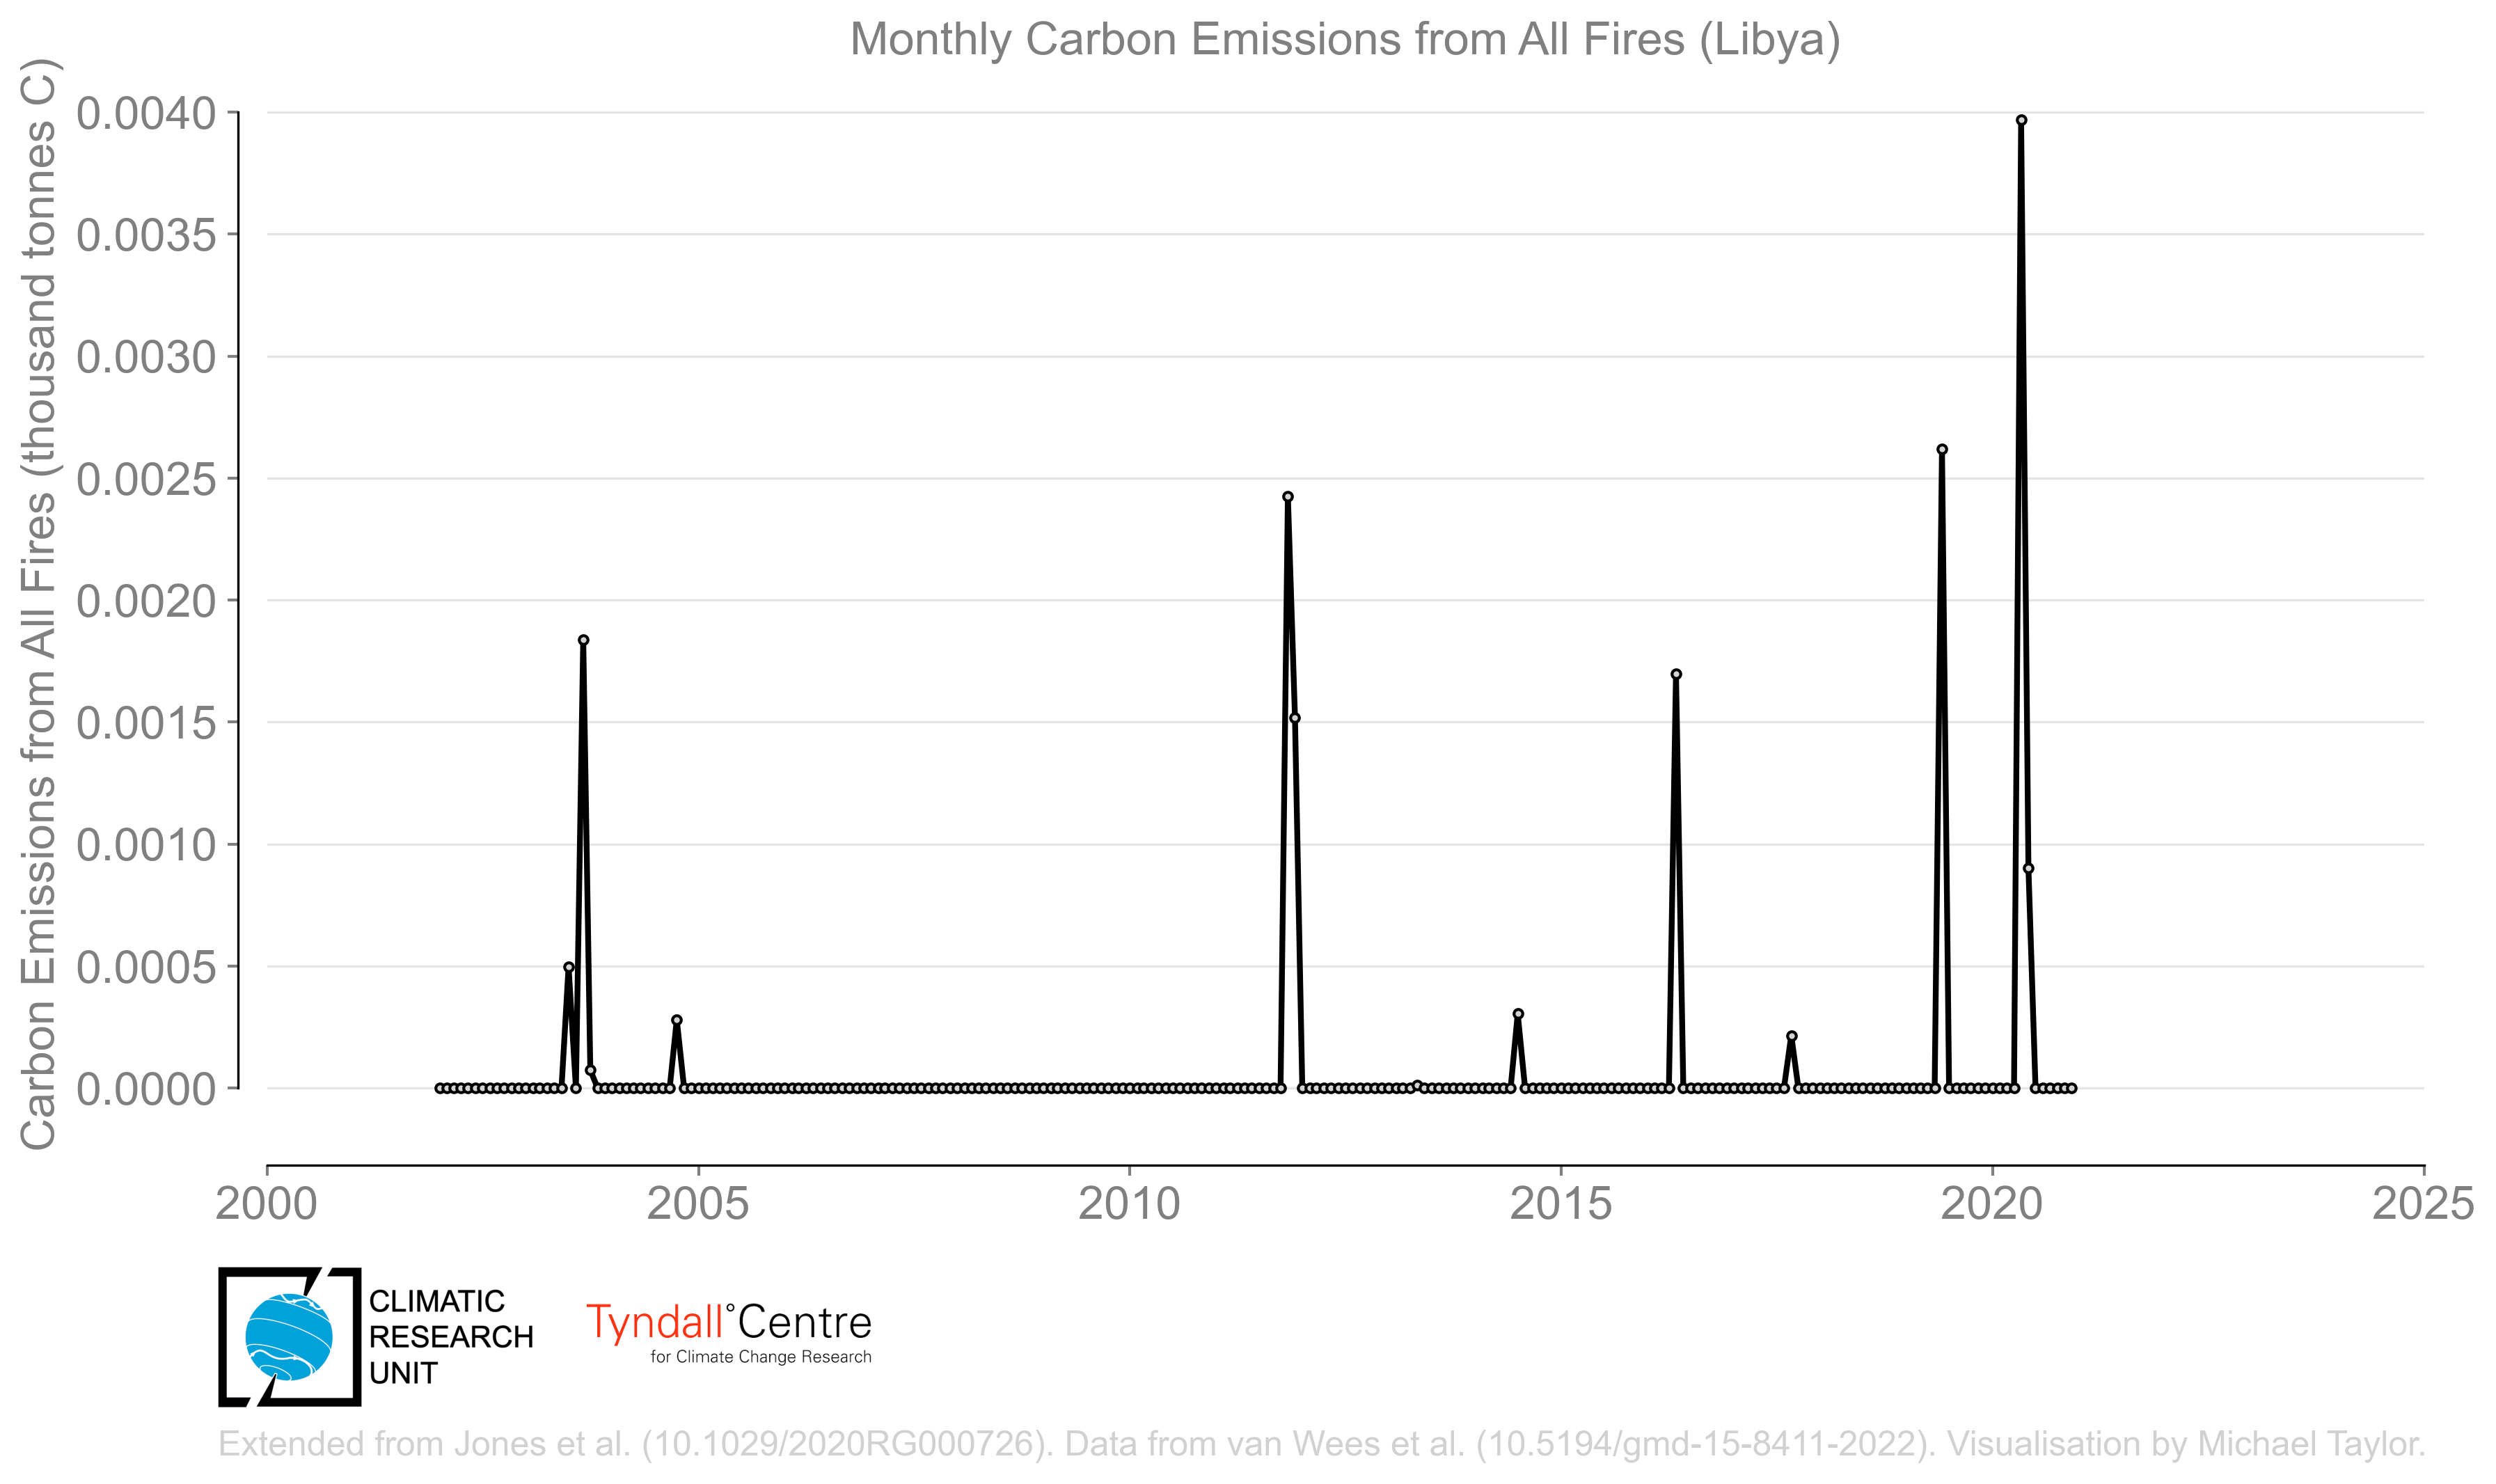 Monthly Carbon Emissions from All Fires (Libya)
Carbon Emissions from All Fires (thousand tonnes C)
0.0040
0.0035
0.0030
0.0025
0.0020
0.0015
0.0010
0.0005
0.0000
2000 2005 2010 2015 2020 2025
CLIMATIC
RESEARCH
UNIT
Tyndall°Centre
for Climate Change Research
Extended from Jones et al. (10.1029/2020RG000726). Data from van Wees et al. (10.5194/gmd-15-8411-2022). Visualisation by Michael Taylor.